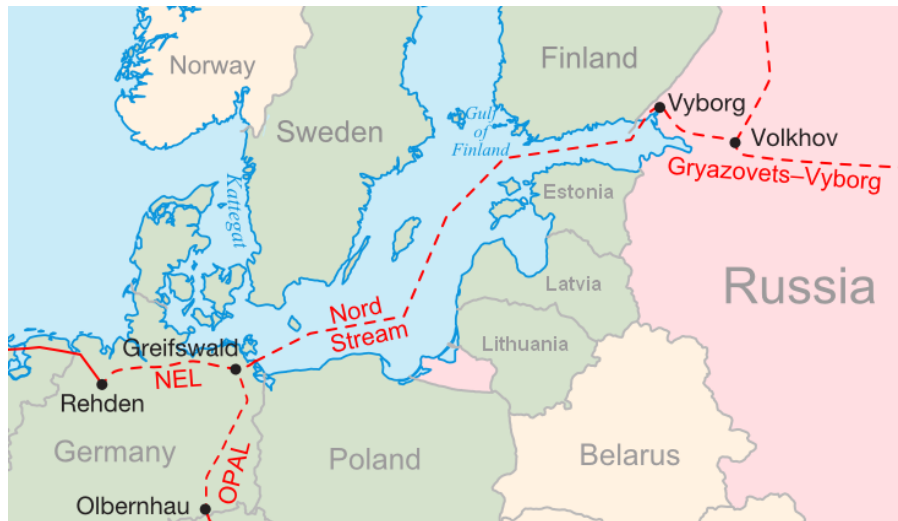 Norway
Finland
Sweden
Gulf
of
Finland
Vyborg
Volkhov
Gryazovets–Vyborg
Kattegat
Estonia
Latvia
Russia
Nord
Stream
Lithuania
Greifswald
NEL
Rehden
Germany
OPAL
Poland
Belarus
Olbernhau